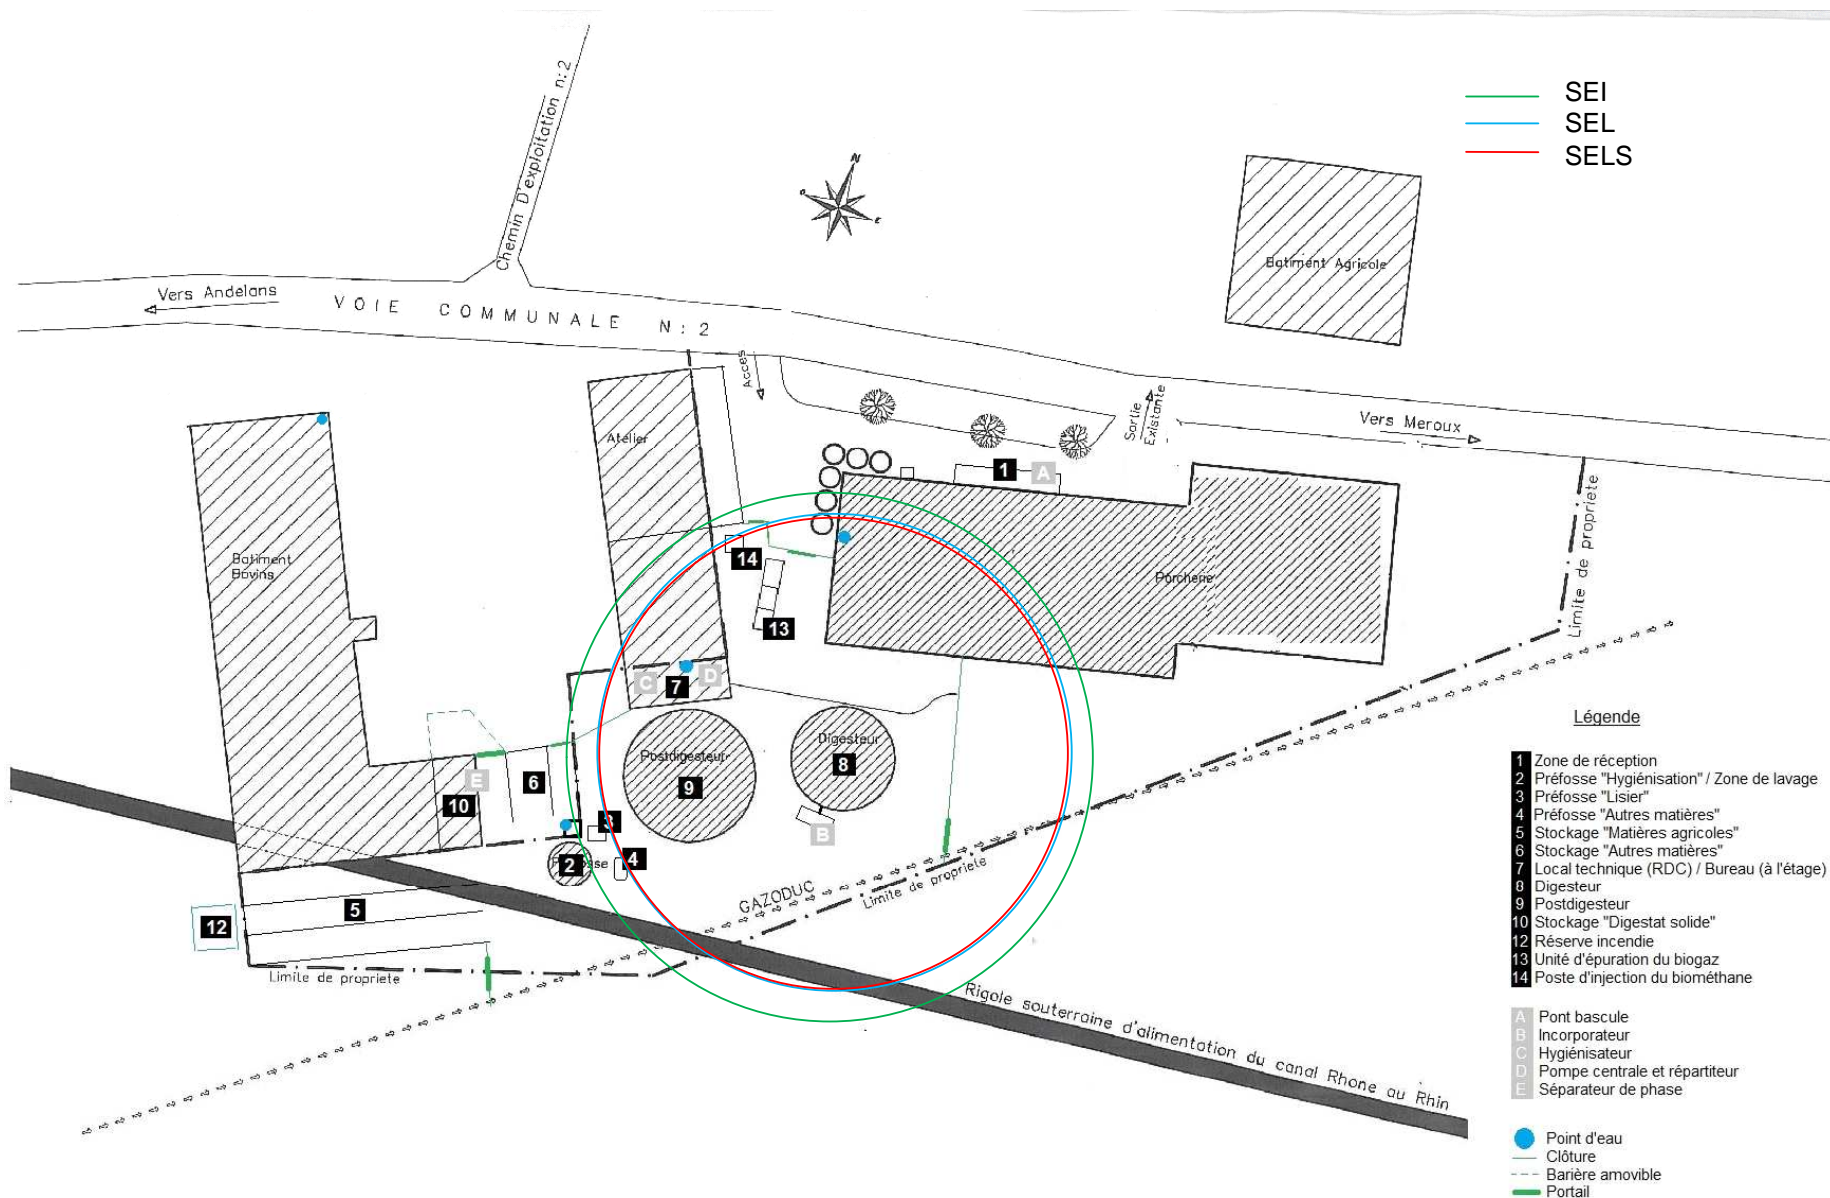 SEI
SEL
SELS
Chemin D'exploitation n:2
N
E
Batiment Agricole
Vers Andelans
VOIE COMMUNALE N:2
Acces
Sortie
Existante
Vers Meroux
Atelier
1
A
Batiment
Bovins
14
13
Porcherie
Limite de propriete
C
7
D
Postdigesteur
9
Digesteur
8
B
E
10
6
3
2
4
5
12
GAZODUC
Limite de propriete
Limite de propriete
Rigole souterraine d'alimentation du canal Rhone au Rhin
Légende
1 Zone de réception
2 Préfosse "Hygiénisation" / Zone de lavage
3 Préfosse "Lisier"
4 Préfosse "Autres matières"
5 Stockage "Matières agricoles"
6 Stockage "Autres matières"
7 Local technique (RDC) / Bureau (à l'étage)
8 Digesteur
9 Postdigesteur
10 Stockage "Digestat solide"
12 Réserve incendie
13 Unité d'épuration du biogaz
14 Poste d'injection du biométhane
A Pont bascule
B Incorporateur
C Hygiénisateur
D Pompe centrale et répartiteur
E Séparateur de phase
Point d'eau
Clôture
Barière amovible
Portail